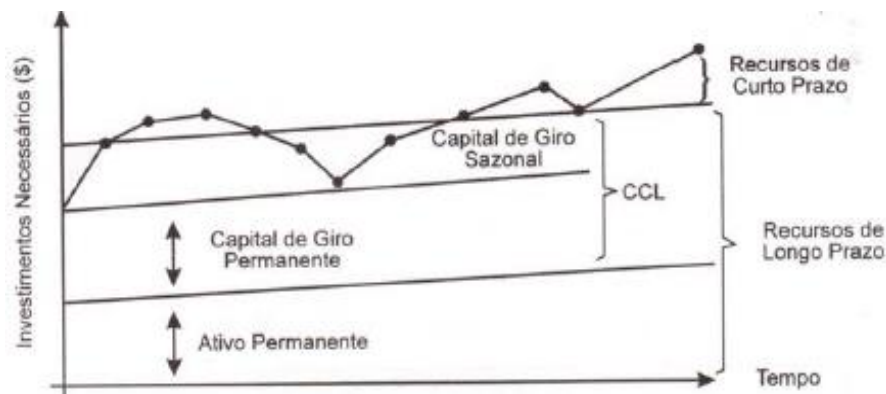 Investimentos Necessários ($)
Recursos de
Curto Prazo
Capital de Giro
Sazonal
CCL
Capital de Giro
Permanente
Recursos de
Longo Prazo
Ativo Permanente
Tempo